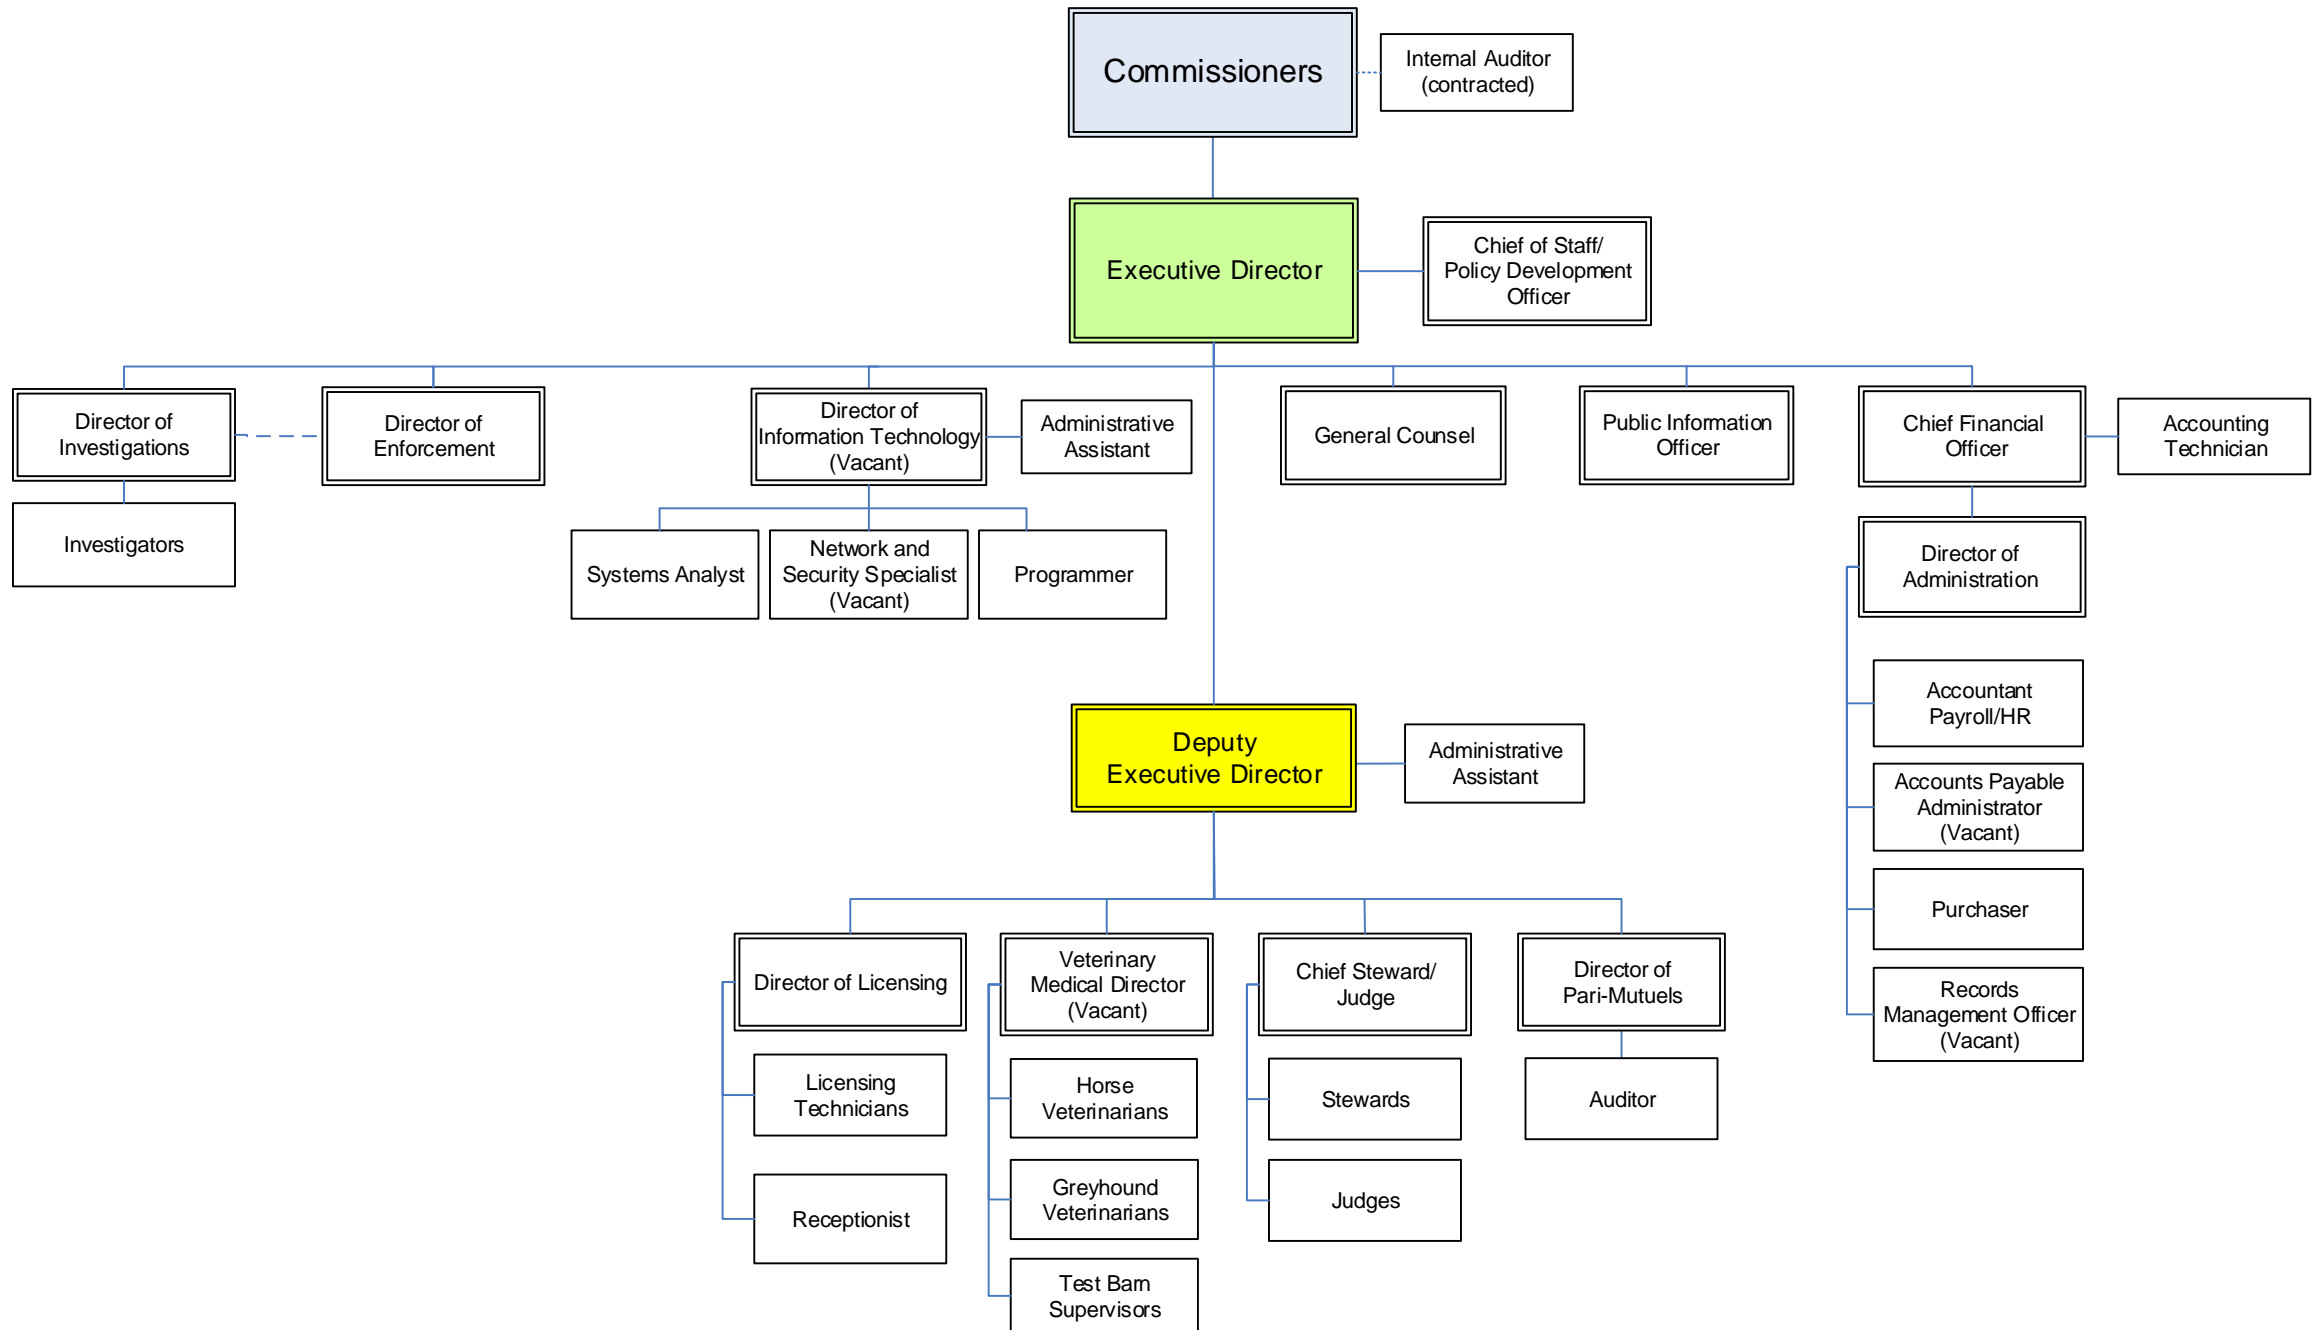 Commissioners
Internal Auditor
(contracted)
Executive Director
Chief of Staff/
Policy Development
Officer
Director of
Investigations
Director of
Enforcement
Director of
Information Technology
(Vacant)
Administrative
Assistant
General Counsel
Public Information
Officer
Chief Financial
Officer
Accounting
Technician
Investigators
Systems Analyst
Network and
Security Specialist
(Vacant)
Programmer
Director of
Administration
Accountant
Payroll/HR
Accounts Payable
Administrator
(Vacant)
Purchaser
Records
Management Officer
(Vacant)
Deputy
Executive Director
Administrative
Assistant
Director of Licensing
Veterinary
Medical Director
(Vacant)
Chief Steward/
Judge
Director of
Pari-Mutuels
Licensing
Technicians
Horse
Veterinarians
Stewards
Auditor
Receptionist
Greyhound
Veterinarians
Judges
Test Barn
Supervisors